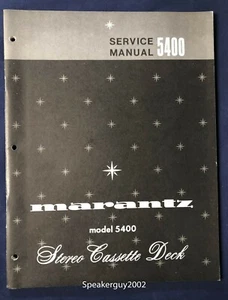 SERVICE
MANUAL 5400
marantz
model 5400
Stereo Cassette Deck
Speakerguy2002